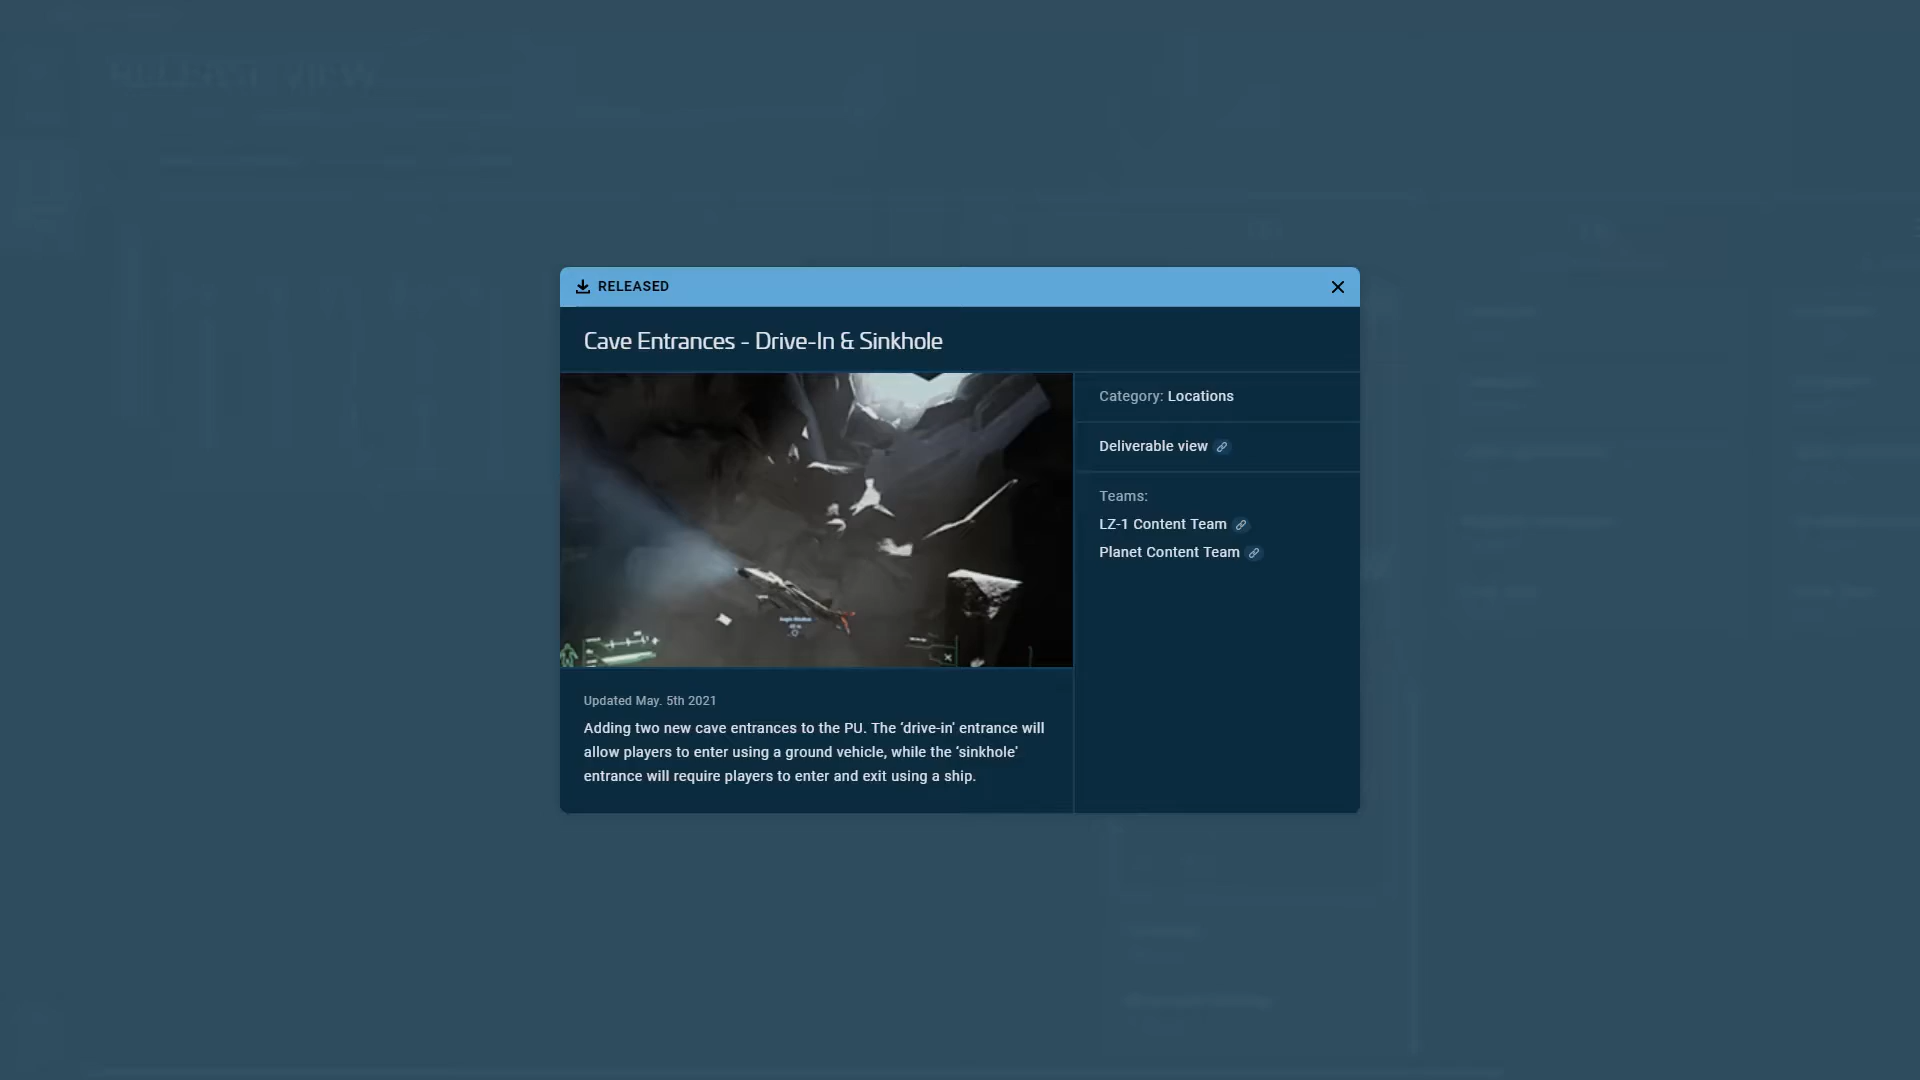 RELEASED
Cave Entrances - Drive-In & Sinkhole
Category: Locations
Deliverable view
Teams:
LZ-1 Content Team
Planet Content Team
Updated May. 5th 2021
Adding two new cave entrances to the PU. The ‘drive-in’ entrance will
allow players to enter using a ground vehicle, while the ‘sinkhole’
entrance will require players to enter and exit using a ship.